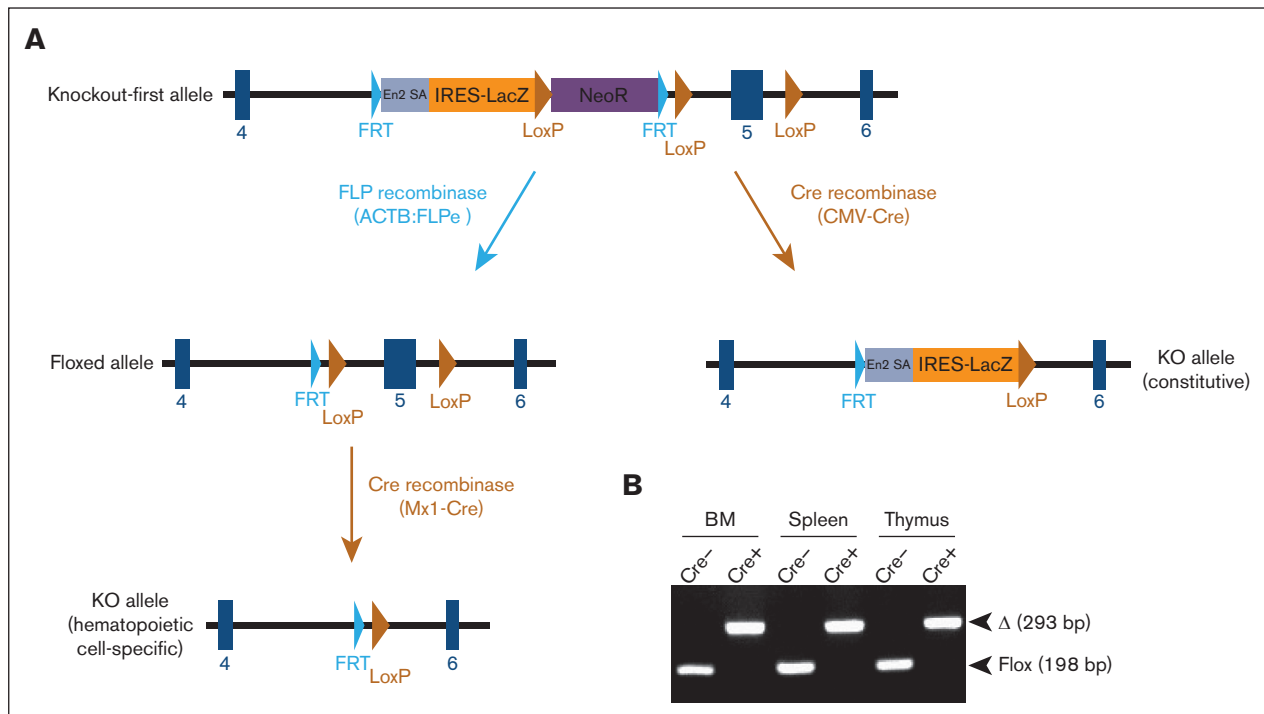 A
Knockout-first allele
En2 SA IRES-LacZ NeoR
4 FRT LoxP FRT LoxP 5 LoxP 6
FLP recombinase
(ACTB:FLPe )
Cre recombinase
(CMV-Cre)
Floxed allele
4 FRT LoxP 5 LoxP 6
En2 SA IRES-LacZ
KO allele
(constitutive)
4 FRT LoxP 6
Cre recombinase
(Mx1-Cre)
KO allele
(hematopoietic
cell-specific)
4 FRT LoxP 6
B
BM Spleen Thymus
Cre− Cre+ Cre− Cre+ Cre− Cre+
Δ (293 bp)
Flox (198 bp)